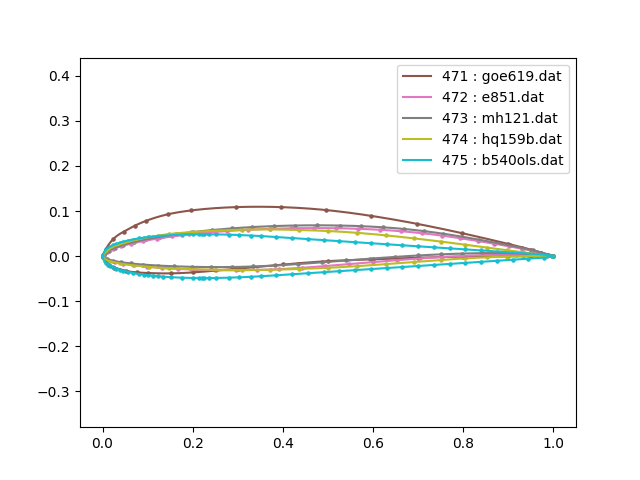 471 : goe619.dat
472 : e851.dat
473 : mh121.dat
474 : hq159b.dat
475 : b540ols.dat
0.4
0.3
0.2
0.1
0.0
−0.1
−0.2
−0.3
0.0 0.2 0.4 0.6 0.8 1.0